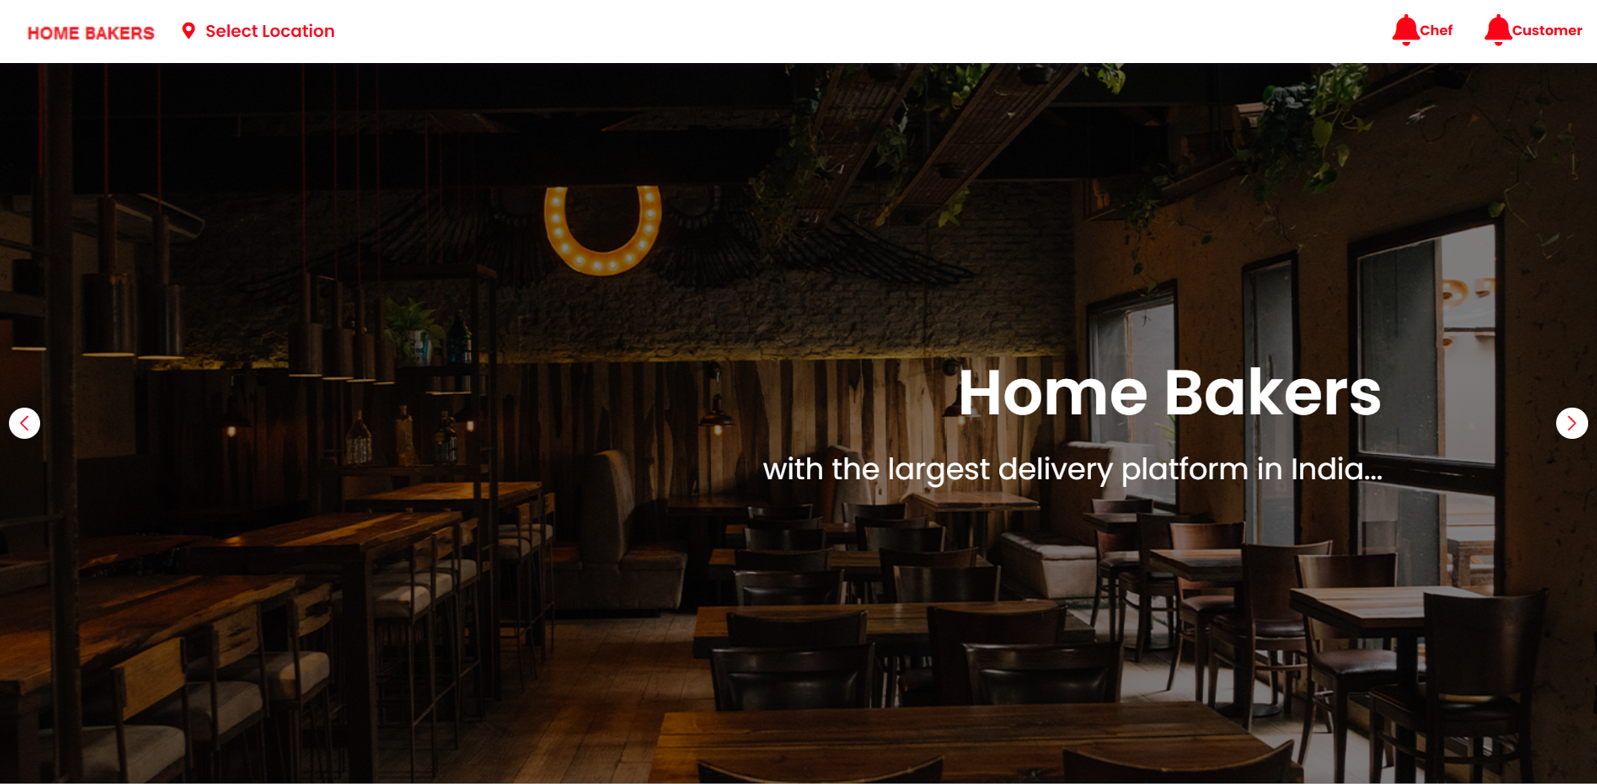 HOME BAKERS
Select Location
Chef
Customer
Home Bakers
with the largest delivery platform in India...